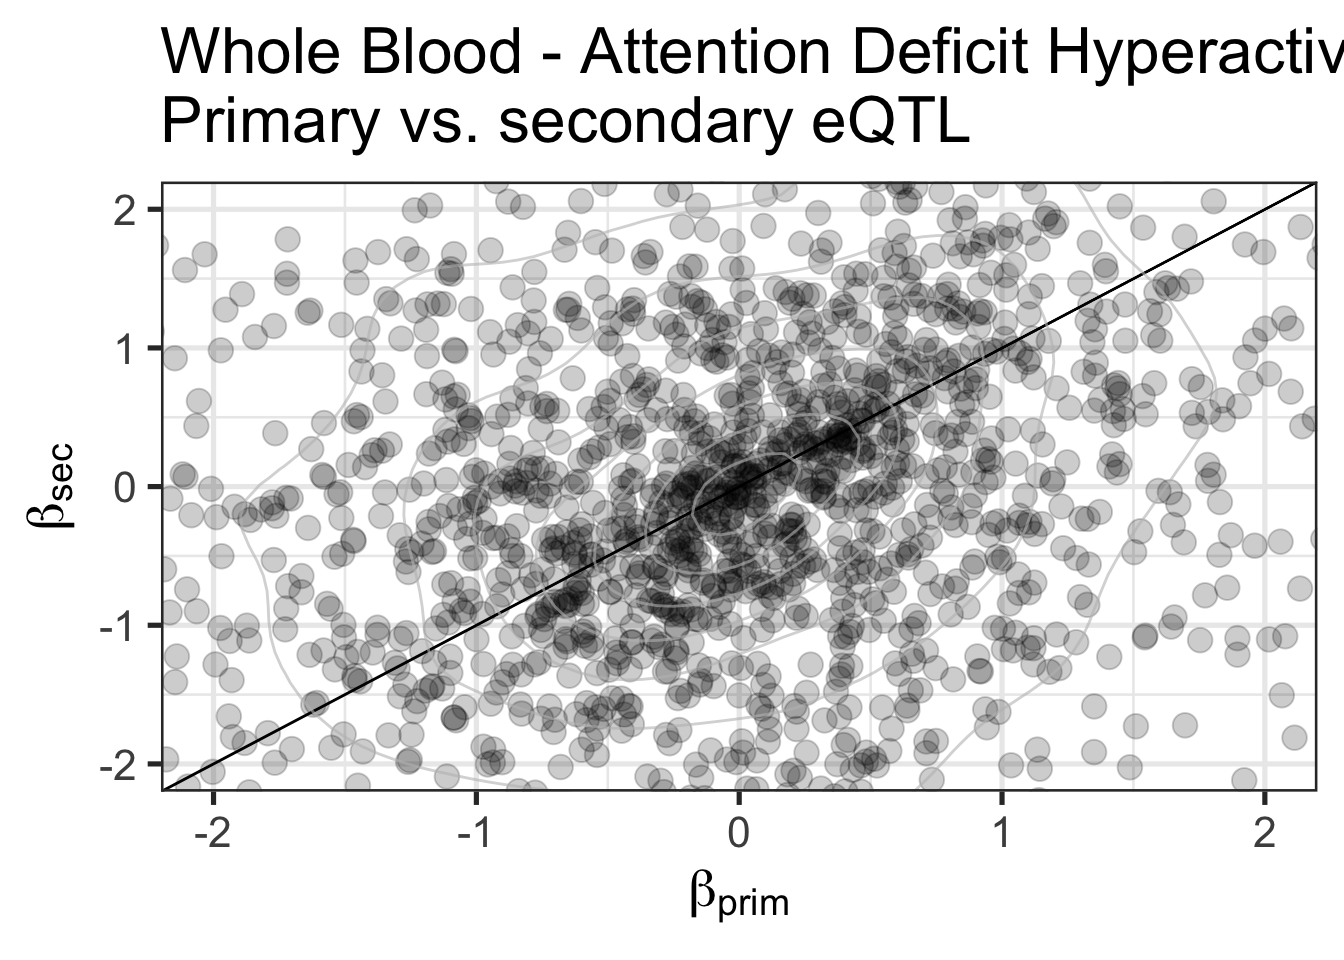 Whole Blood - Attention Deficit Hyperactiv
Primary vs. secondary eQTL
2
1
0
-1
-2
βsec
-2 -1 0 1 2
βprim